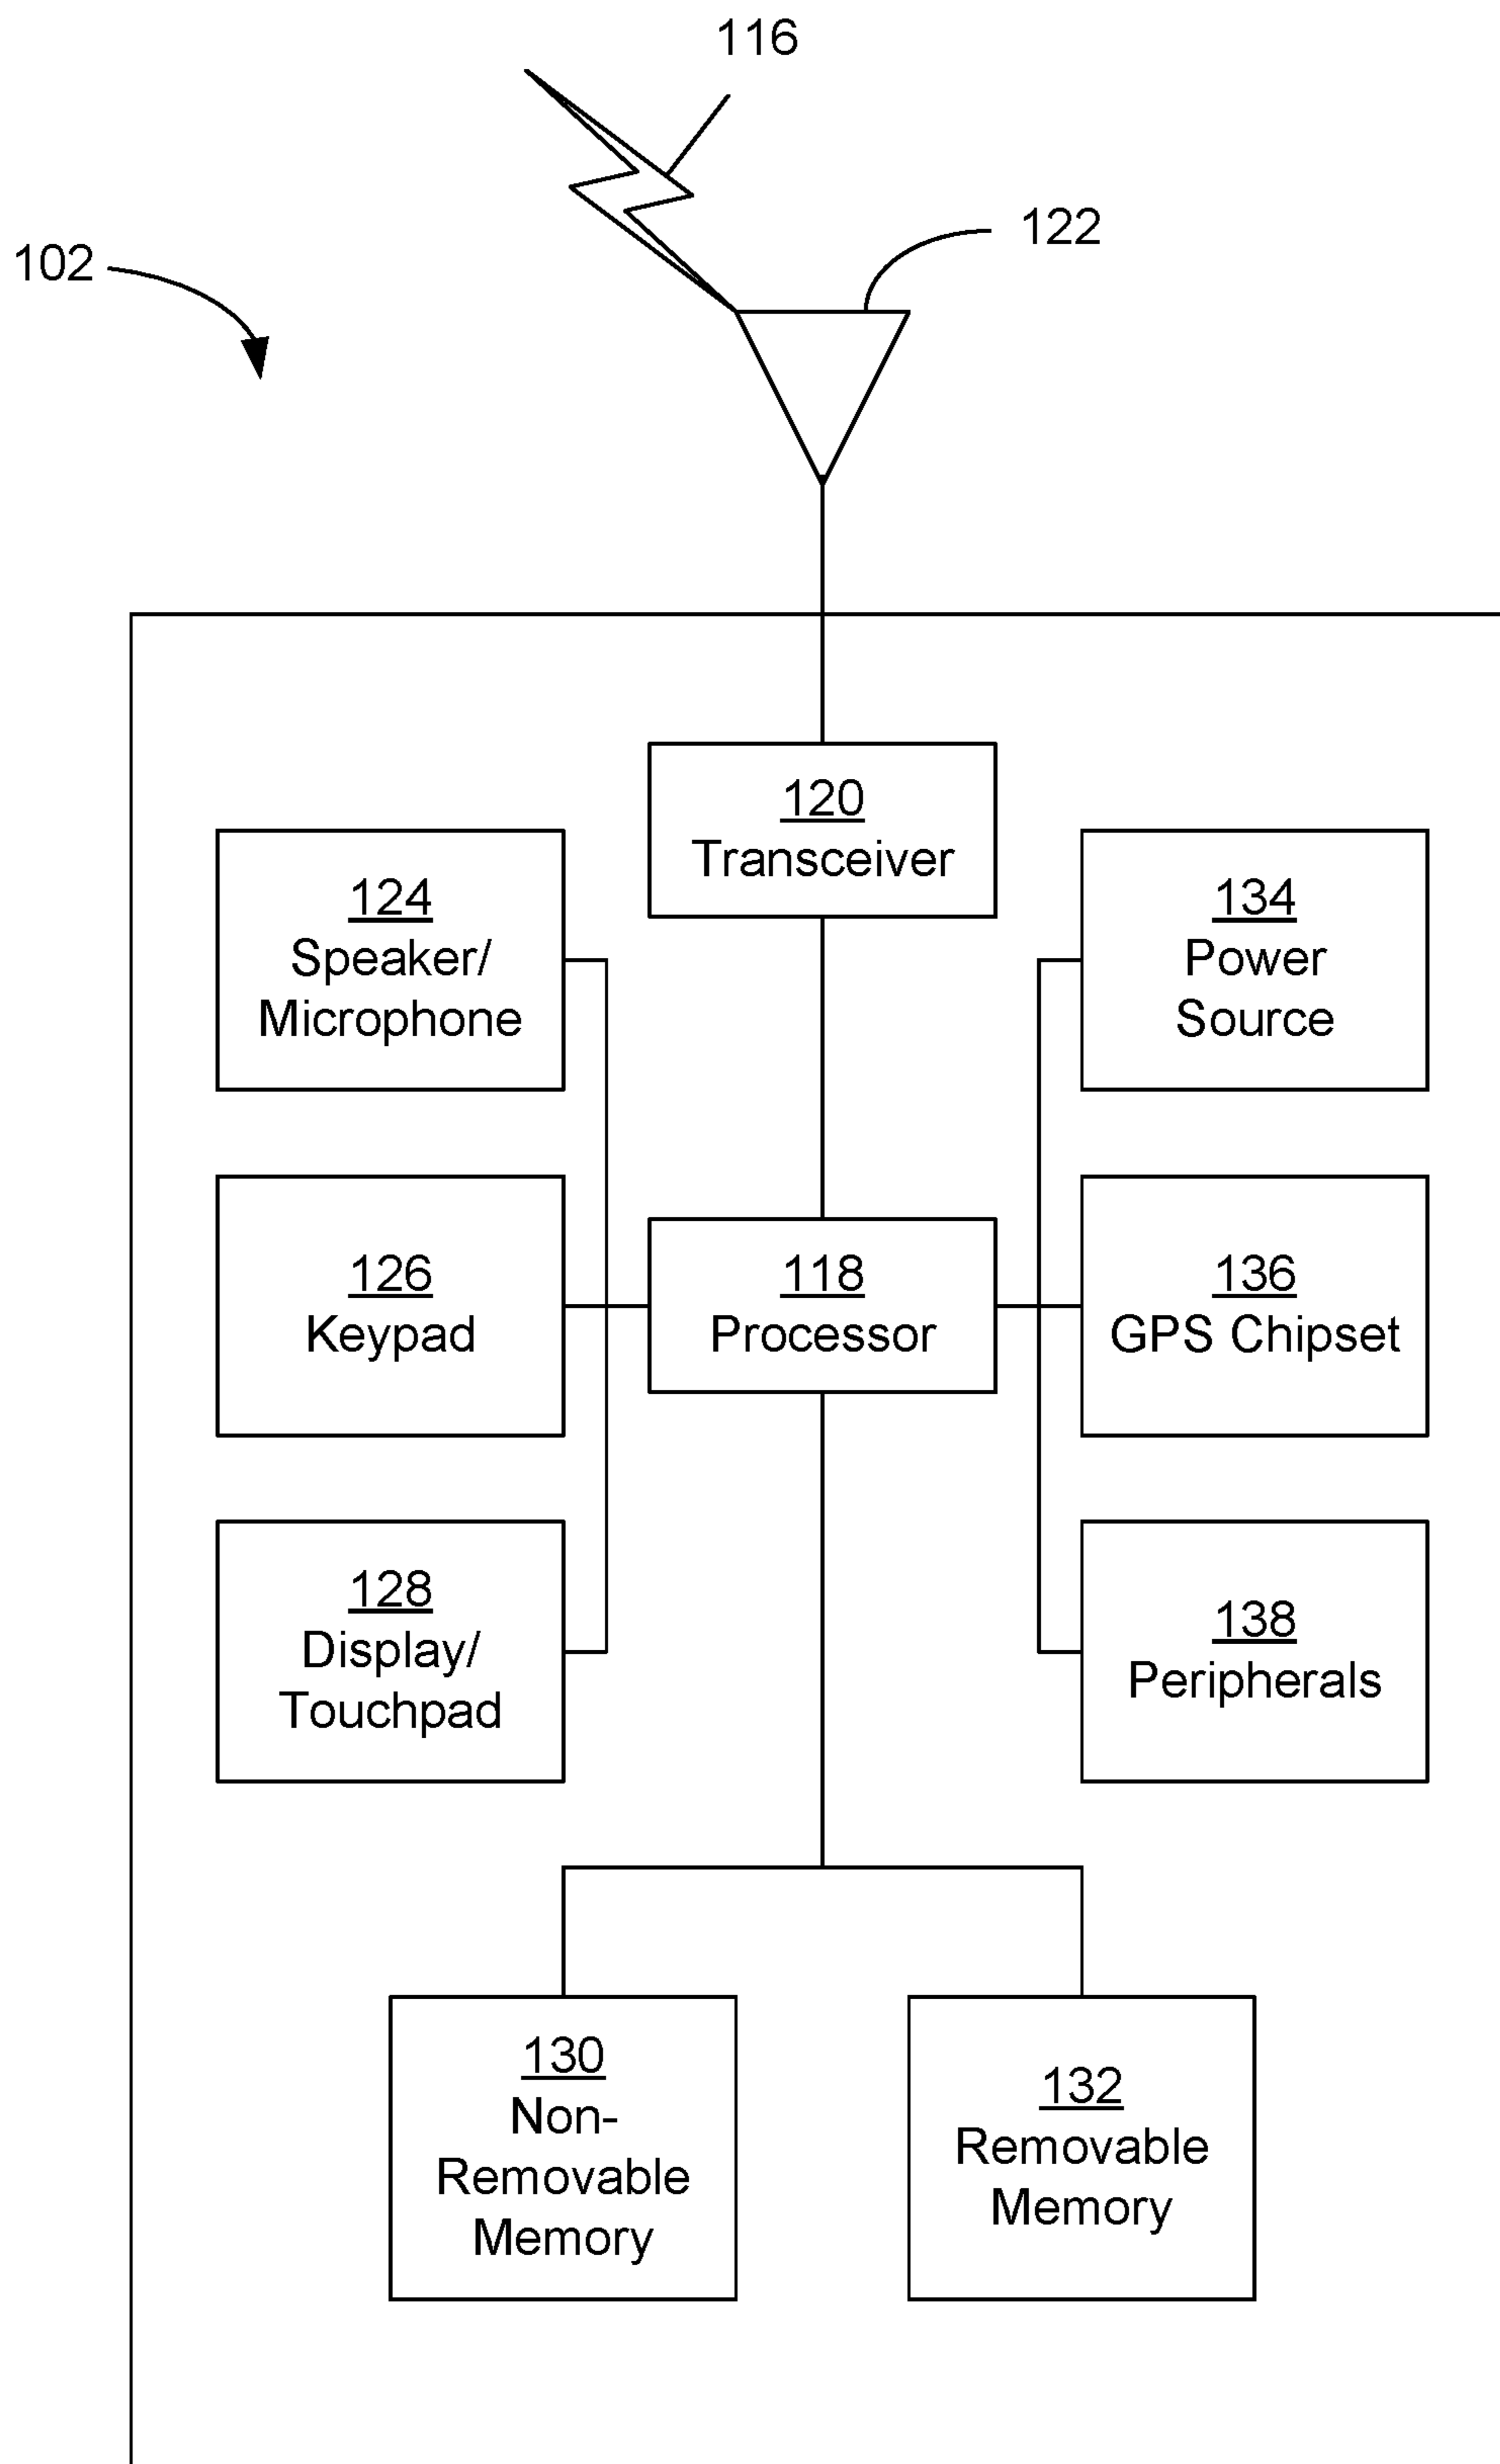 116
122
102
120
Transceiver
124
Speaker/
Microphone
134
Power
Source
126
Keypad
118
Processor
136
GPS Chipset
128
Display/
Touchpad
138
Peripherals
130
Non-
Removable
Memory
132
Removable
Memory